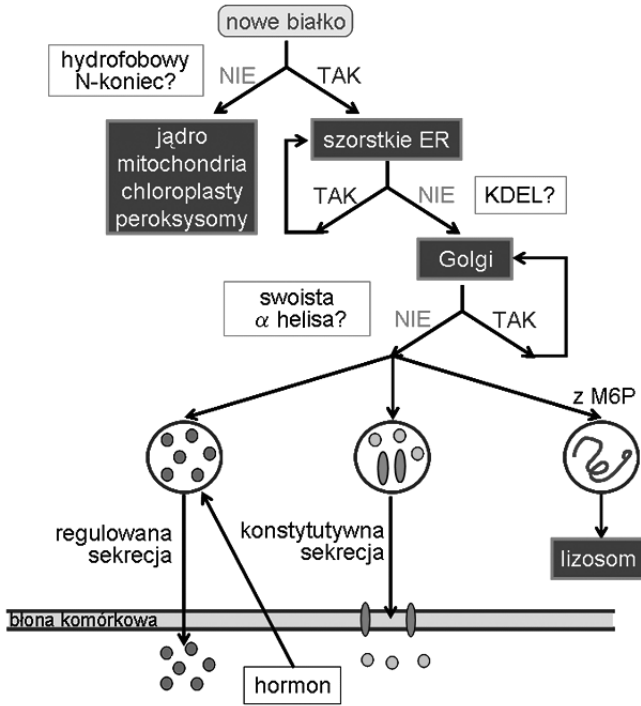 nowe białko
hydrofobowy
N-koniec?
NIE
TAK
jądro
mitochondria
chloroplasty
peroksysomy
szorstkie ER
TAK
NIE
KDEL?
Golgi
swoista
α helisa?
NIE
TAK
z M6P
regulowana
sekrecja
konstytutywna
sekrecja
lizosom
błona komórkowa
hormon